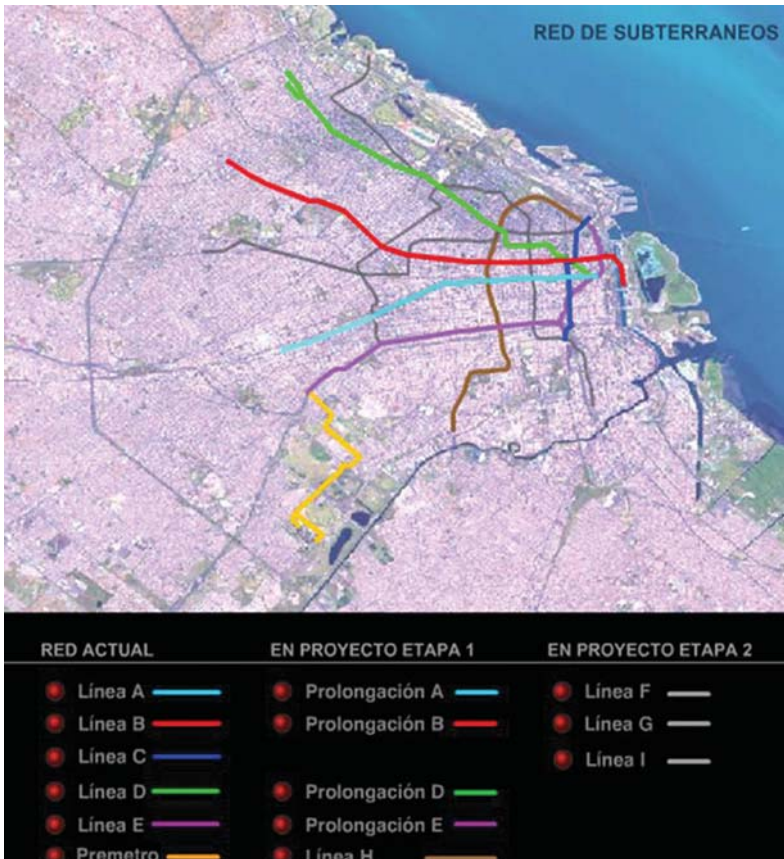 RED DE SUBTERRANEOS
RED ACTUAL
Línea A
Línea B
Línea C
Línea D
Línea E
Premetro
EN PROYECTO ETAPA 1
Prolongación A
Prolongación B
Prolongación D
Prolongación E
Línea H
EN PROYECTO ETAPA 2
Línea F
Línea G
Línea I